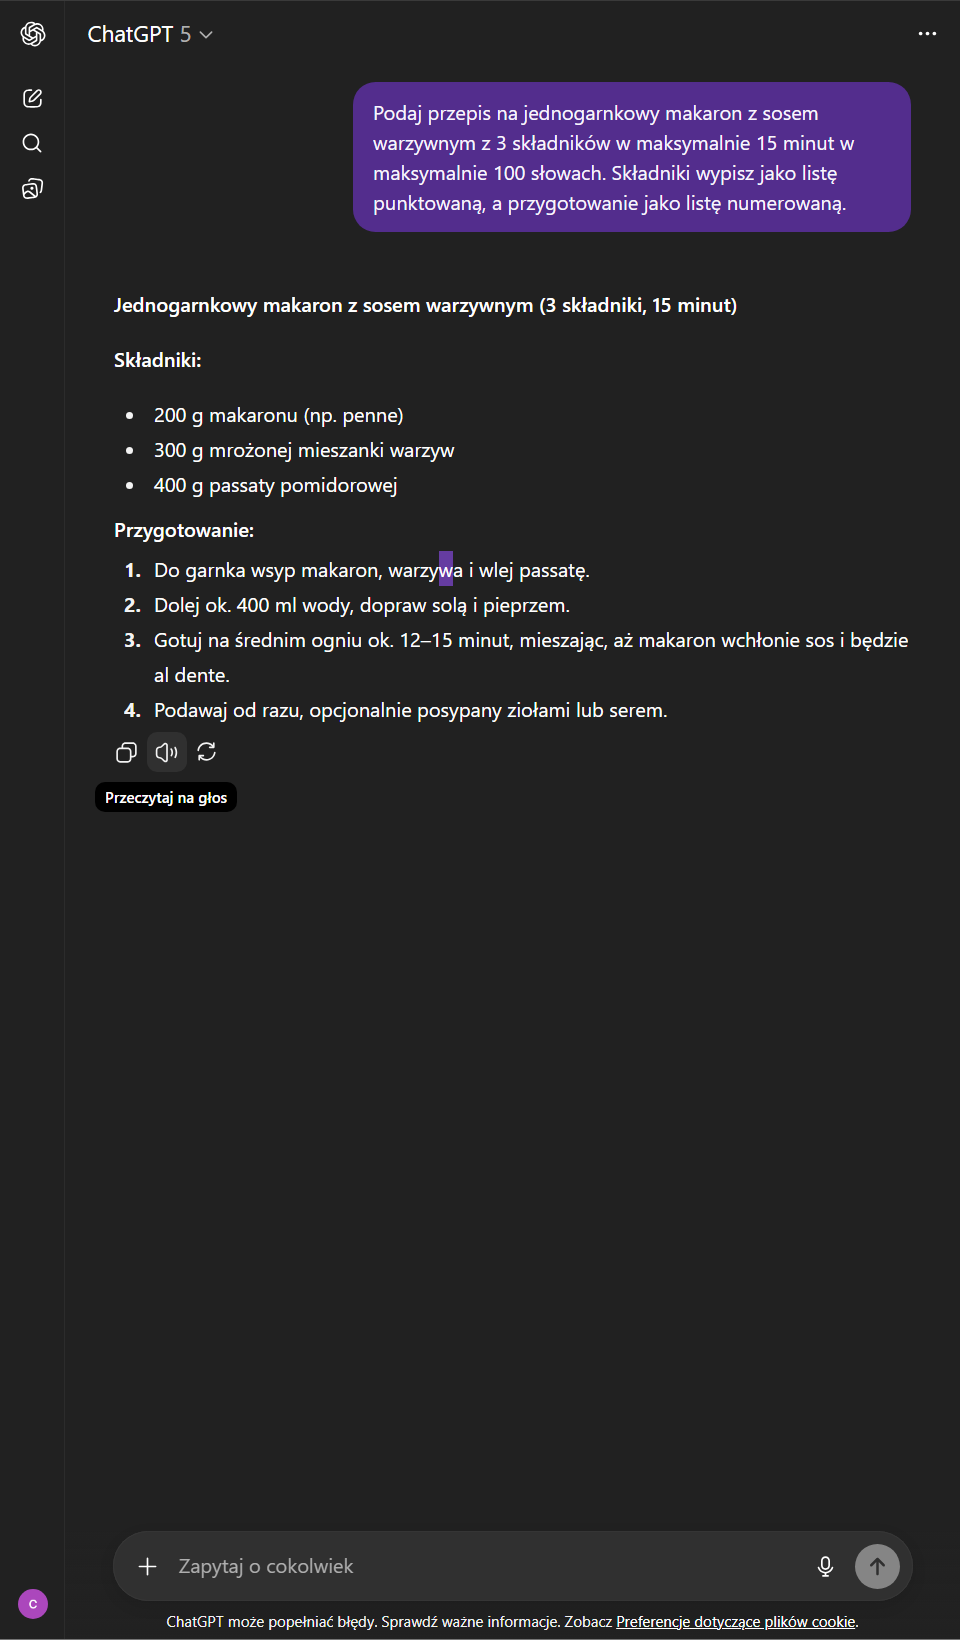 ChatGPT 5
Podaj przepis na jednogarnkowy makaron z sosem
warzywnym z 3 składników w maksymalnie 15 minut w
maksymalnie 100 słowach. Składniki wypisz jako listę
punktowaną, a przygotowanie jako listę numerowaną.
Jednogarnkowy makaron z sosem warzywnym (3 składniki, 15 minut)
Składniki:
• 200 g makaronu (np. penne)
• 300 g mrożonej mieszanki warzyw
• 400 g passaty pomidorowej
Przygotowanie:
1. Do garnka wsyp makaron, warzywa i wlej passatę.
2. Dolej ok. 400 ml wody, dopraw solą i pieprzem.
3. Gotuj na średnim ogniu ok. 12–15 minut, mieszając, aż makaron wchłonie sos i będzie
al dente.
4. Podawaj od razu, opcjonalnie posypany ziołami lub serem.
Przeczytaj na głos
Zapytaj o cokolwiek
C
ChatGPT może popełniać błędy. Sprawdź ważne informacje. Zobacz Preferencje dotyczące plików cookie.